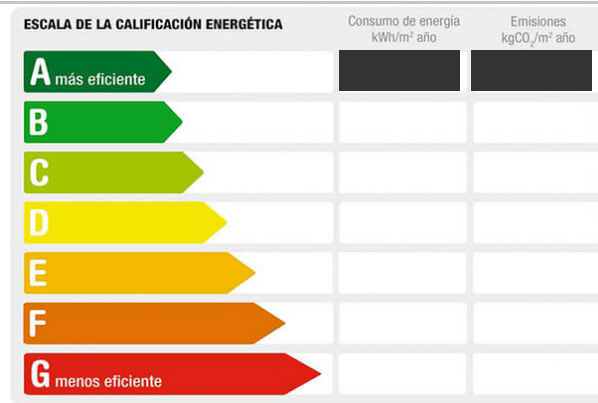 ESCALA DE LA CALIFICACIÓN ENERGÉTICA
Consumo de energía
kWh/m² año
Emisiones
kgCO₂/m² año
A más eficiente
B
C
D
E
F
G menos eficiente